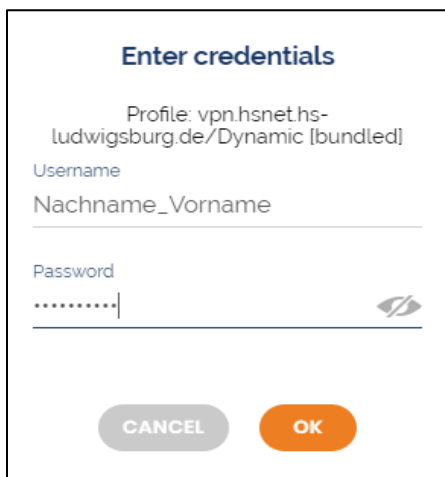 Enter credentials
Profile: vpn.hsnet.hs-
ludwigsburg.de/Dynamic [bundled]
Username
Nachname_Vorname
Password
••••••••••
CANCEL
OK